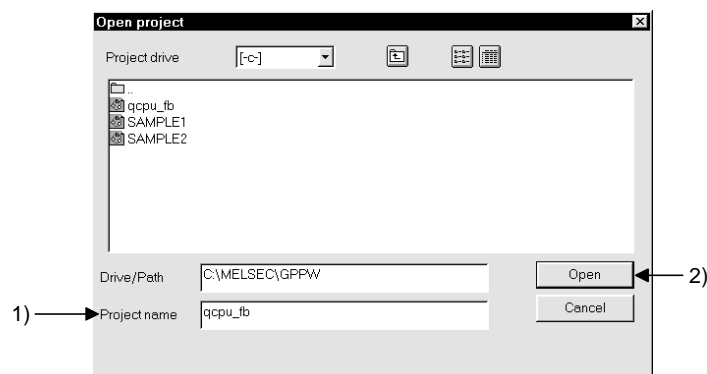 Open project
Project drive [-c-]
..
qcpu_fb
SAMPLE1
SAMPLE2
Drive/Path C:\MELSEC\GPPW Open 2)
1) Project name qcpu_fb Cancel